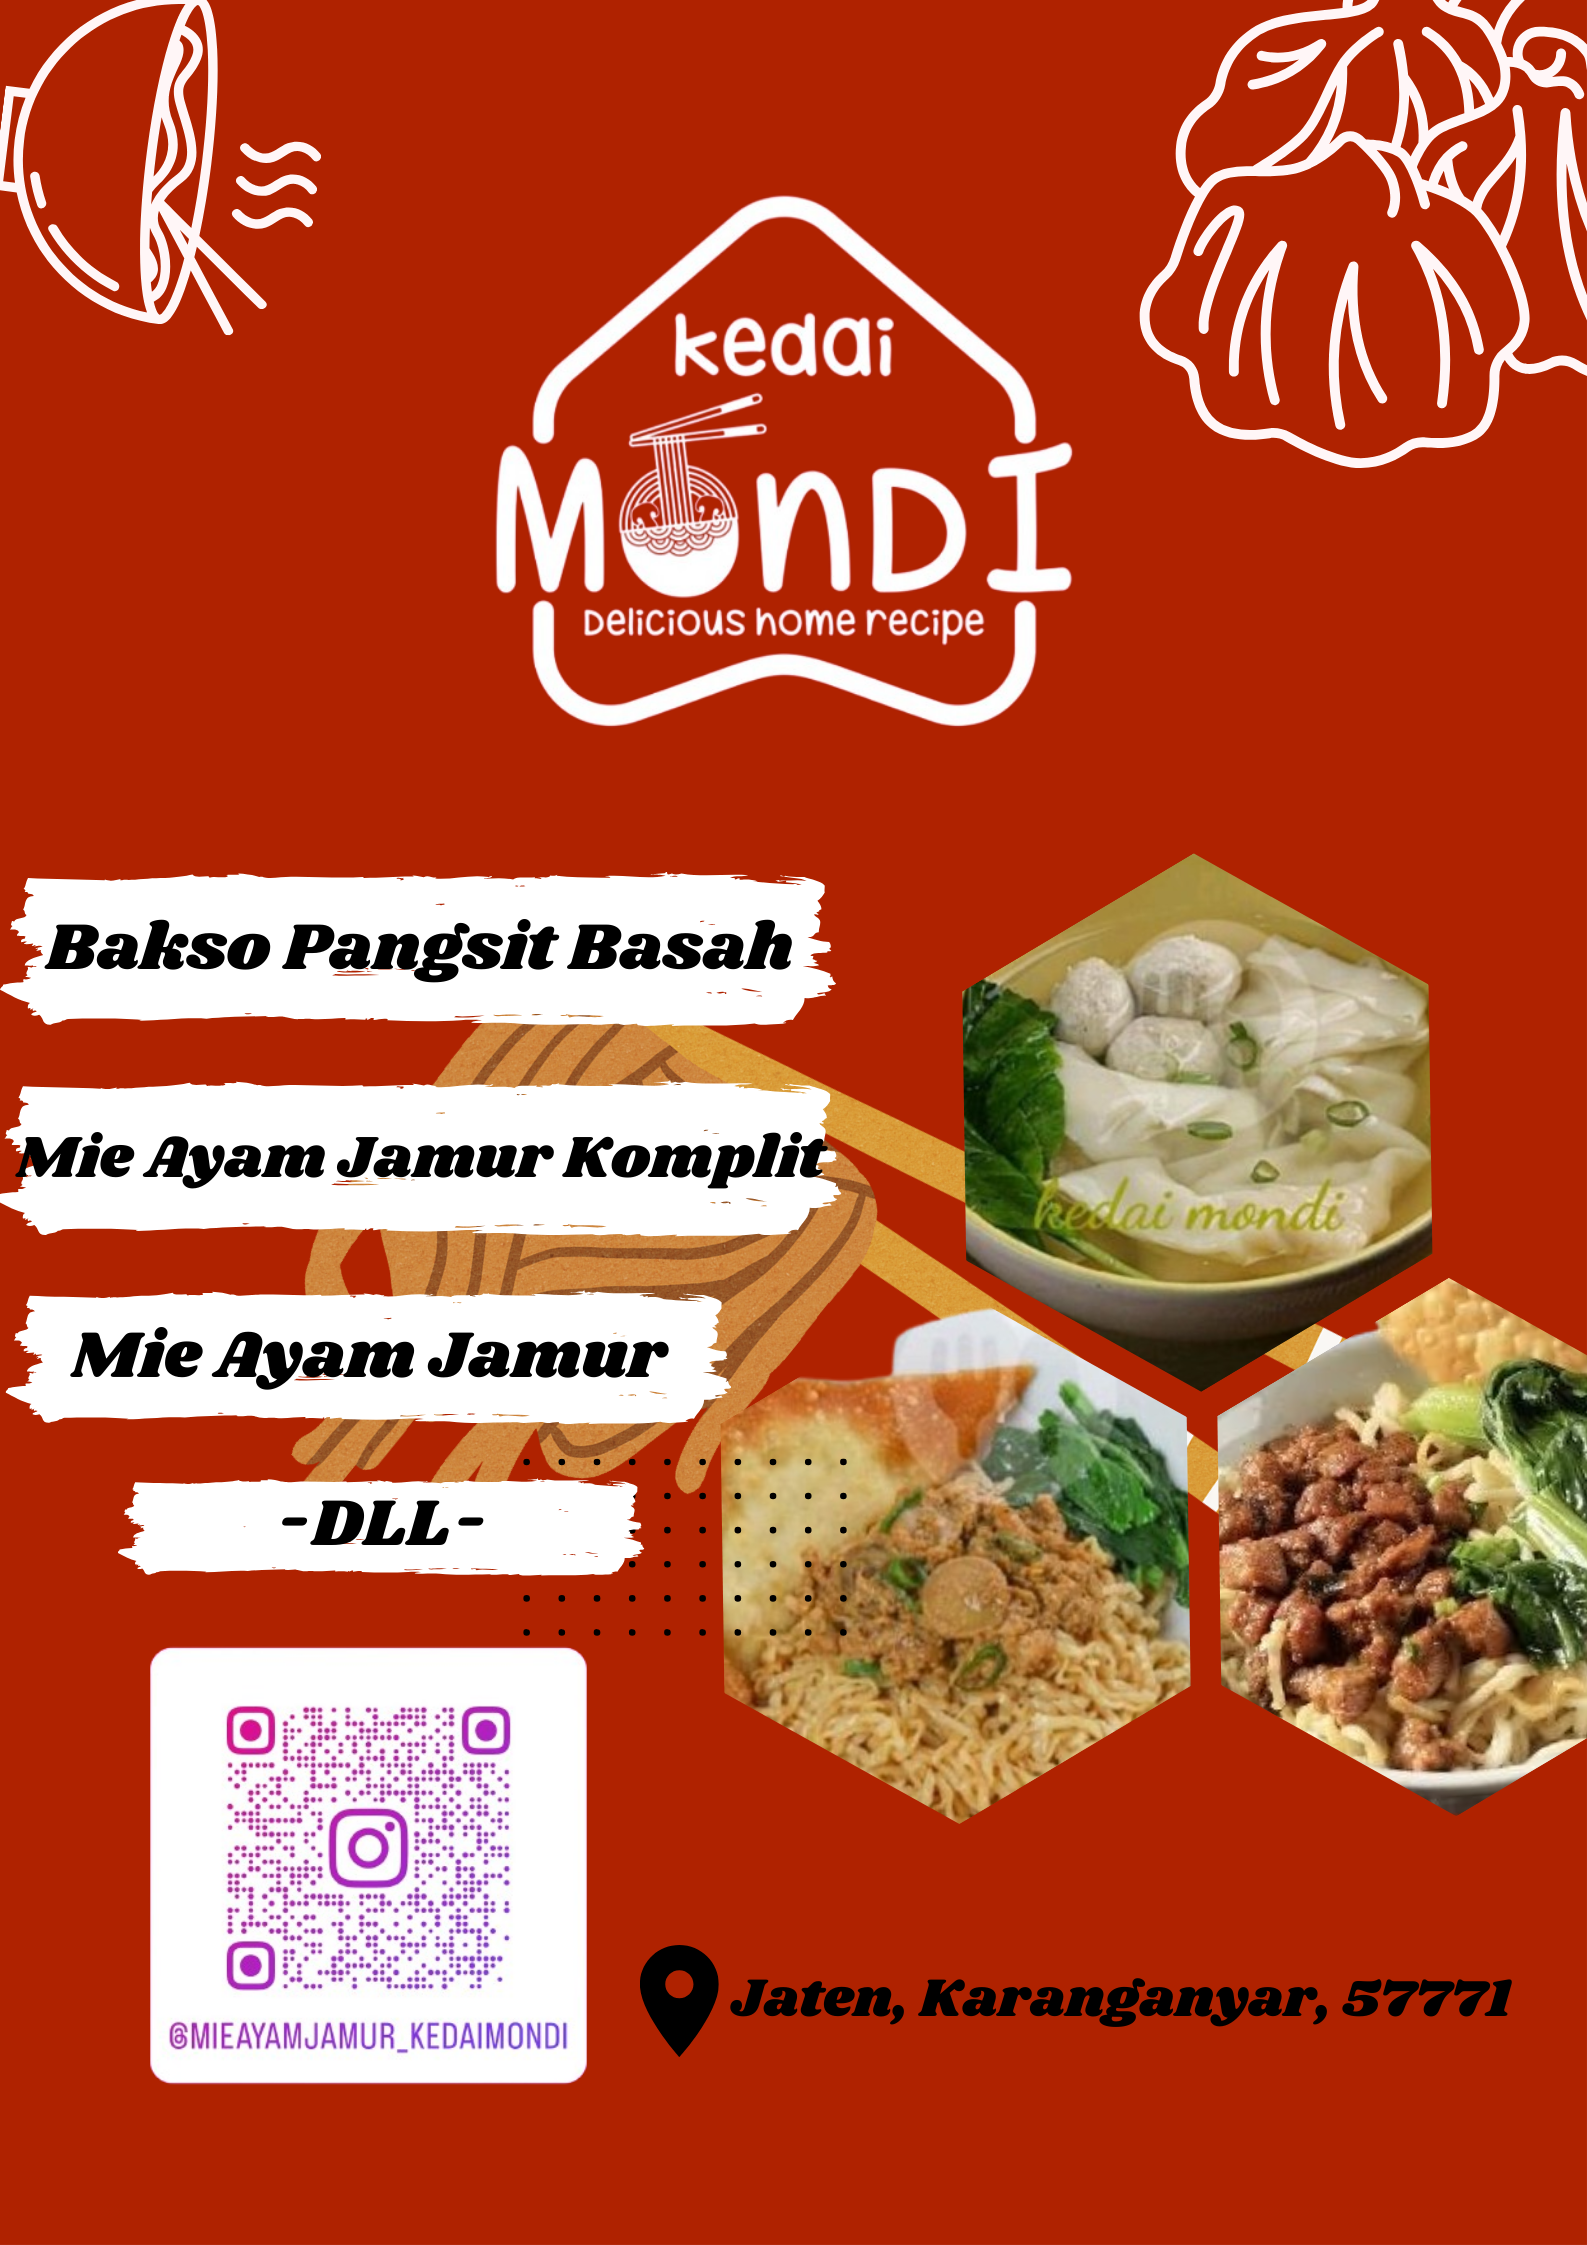 kedai
MONDI
Delicious home recipe
Bakso Pangsit Basah
Mie Ayam Jamur Komplit
Mie Ayam Jamur
-DLL-
kedai mondi
@MIEAYAMJAMUR_KEDAIMONDI
Jaten, Karanganyar, 57771